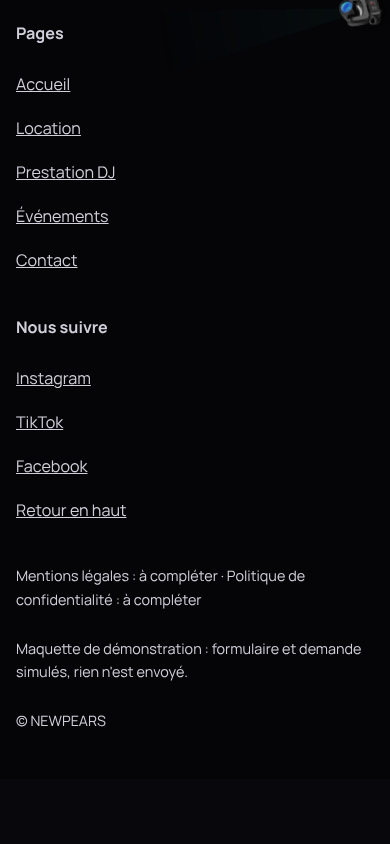 Pages
Accueil
Location
Prestation DJ
Événements
Contact
Nous suivre
Instagram
TikTok
Facebook
Retour en haut
Mentions légales : à compléter · Politique de
confidentialité : à compléter
Maquette de démonstration : formulaire et demande
simulés, rien n'est envoyé.
© NEWPEARS